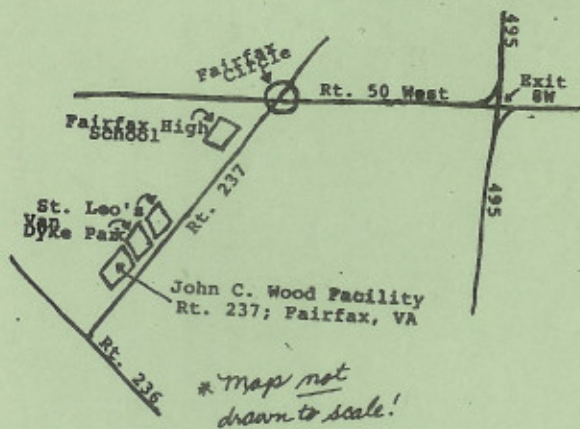 495
Fairfax
Circle
Rt. 50 West
Exit
8W
Fairfax High
School
Rt. 237
495
St. Leo's
Van
Dyke Park
John C. Wood Facility
Rt. 237; Fairfax, VA
Rt. 236
* Map not
drawn to scale!